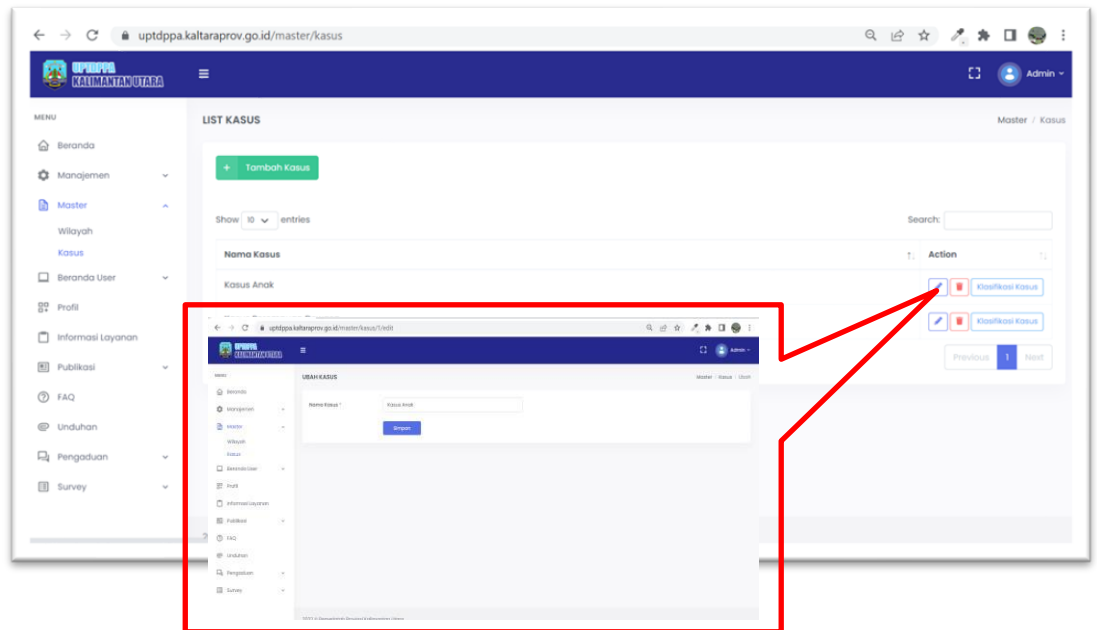 uptdppa.kaltaraprov.go.id/master/kasus
UPTDPPA
KALIMANTAN UTARA
Admin
MENU
LIST KASUS
Master / Kasus
Beranda
Manajemen
Master
Wilayah
Kasus
Beranda User
Profil
Informasi Layanan
Publikasi
FAQ
Unduhan
Pengaduan
Survey
+ Tambah Kasus
Show 10 entries
Search:
Nama Kasus
Action
Kasus Anak
Klasifikasi Kasus
Klasifikasi Kasus
Previous 1 Next
uptdppa.kaltaraprov.go.id/master/kasus/1/edit
UPTDPPA
KALIMANTAN UTARA
Admin
MENU
UBAH KASUS
Master / Kasus / Ubah
Beranda
Manajemen
Master
Wilayah
Kasus
Beranda User
Profil
Informasi Layanan
Publikasi
FAQ
Unduhan
Pengaduan
Survey
Nama Kasus *
Kasus Anak
Simpan